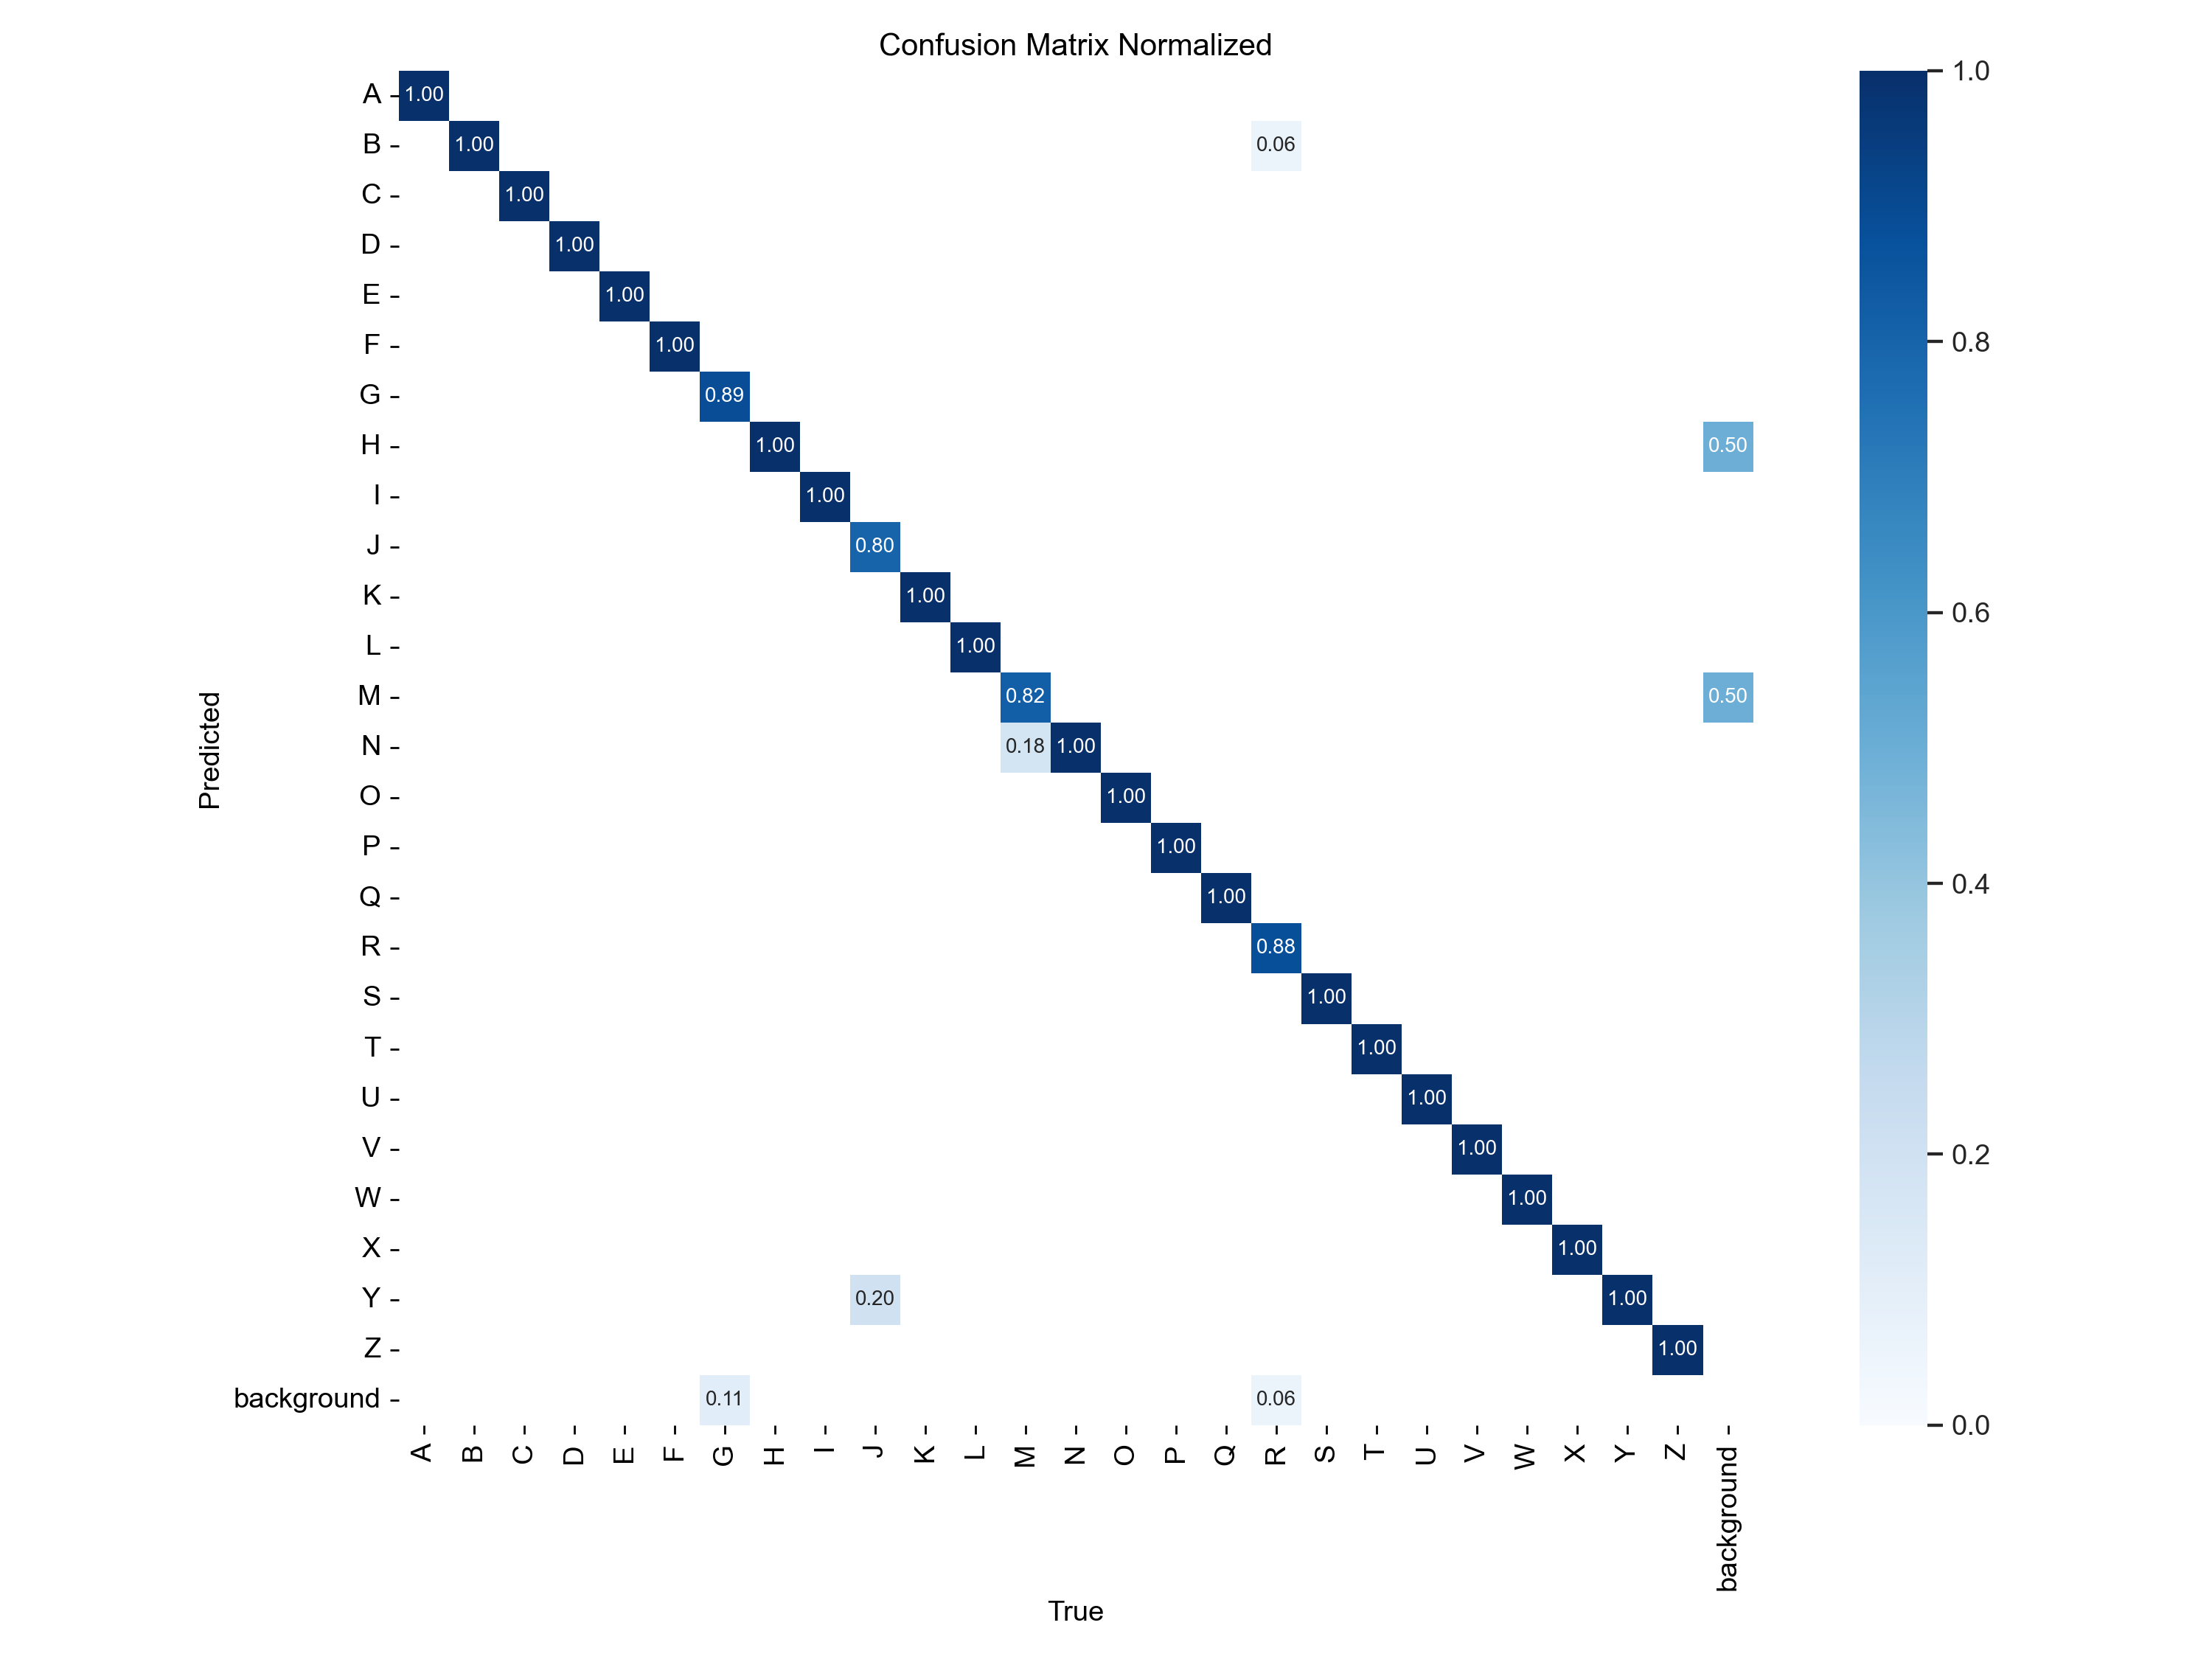 Confusion Matrix Normalized
A 1.00
B 1.00 0.06
C 1.00
D 1.00
E 1.00
F 1.00
G 0.89
H 1.00 0.50
I 1.00
J 0.80
K 1.00
L 1.00
M 0.82 0.50
N 0.18 1.00
O 1.00
P 1.00
Q 1.00
R 0.88
S 1.00
T 1.00
U 1.00
V 1.00
W 1.00
X 1.00
Y 0.20 1.00
Z 1.00
background 0.11 0.06
A B C D E F G H I J K L M N O P Q R S T U V W X Y Z background
True
Predicted
1.0
0.8
0.6
0.4
0.2
0.0